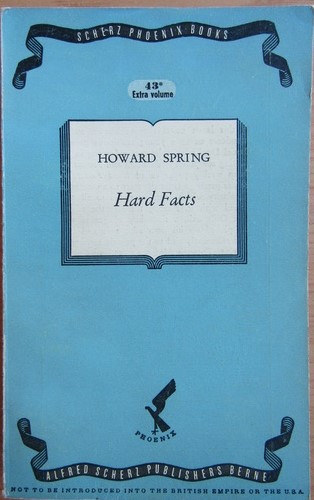 SCHERZ PHOENIX BOOKS
43*
Extra volume
HOWARD SPRING
Hard Facts
PHOENIX
ALFRED SCHERZ PUBLISHERS BERNE
NOT TO BE INTRODUCED INTO THE BRITISH EMPIRE OR THE U.S.A.